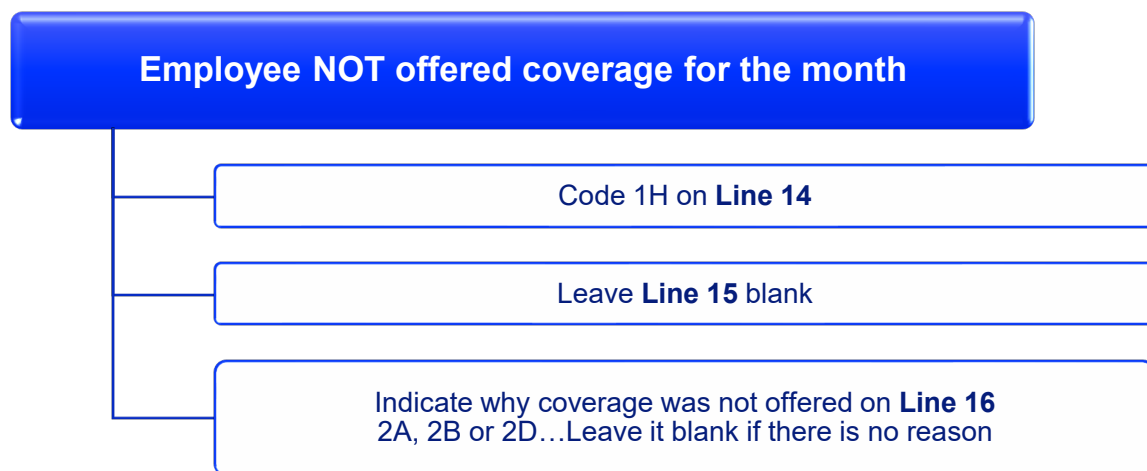 Employee NOT offered coverage for the month
Code 1H on Line 14
Leave Line 15 blank
Indicate why coverage was not offered on Line 16
2A, 2B or 2D…Leave it blank if there is no reason